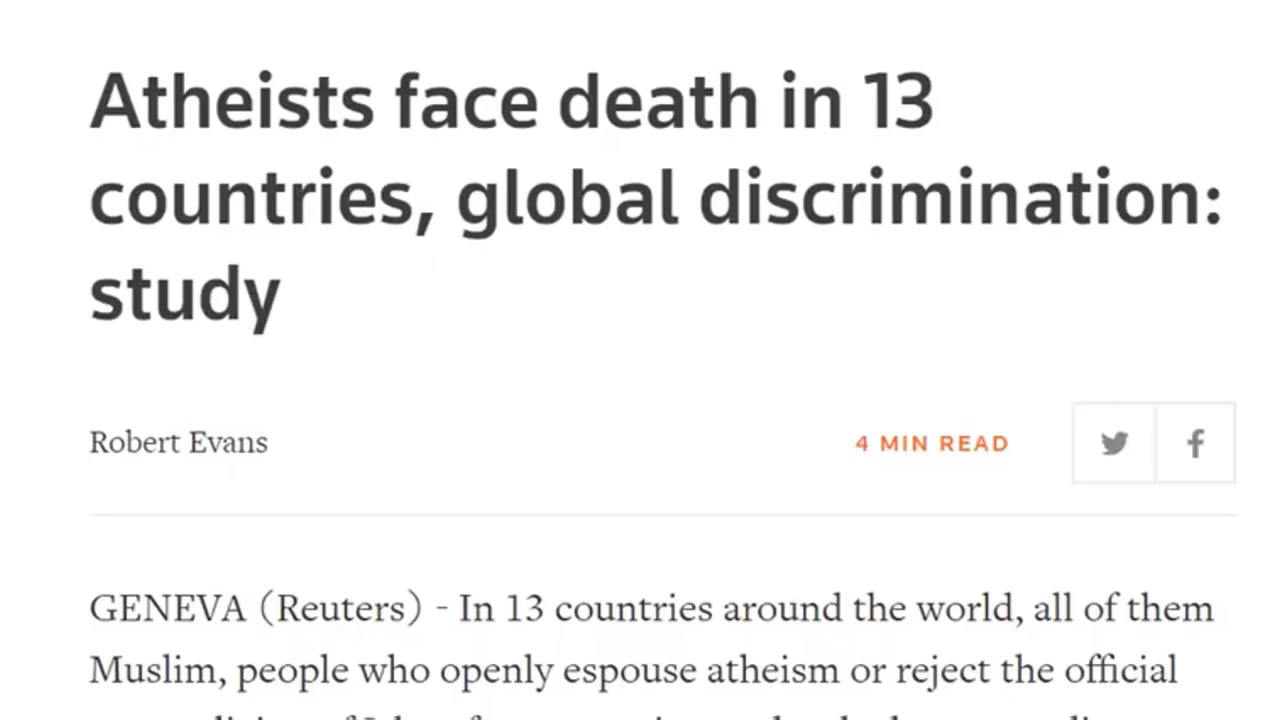 Atheists face death in 13
countries, global discrimination:
study
Robert Evans
4 MIN READ
GENEVA (Reuters) - In 13 countries around the world, all of them
Muslim, people who openly espouse atheism or reject the official